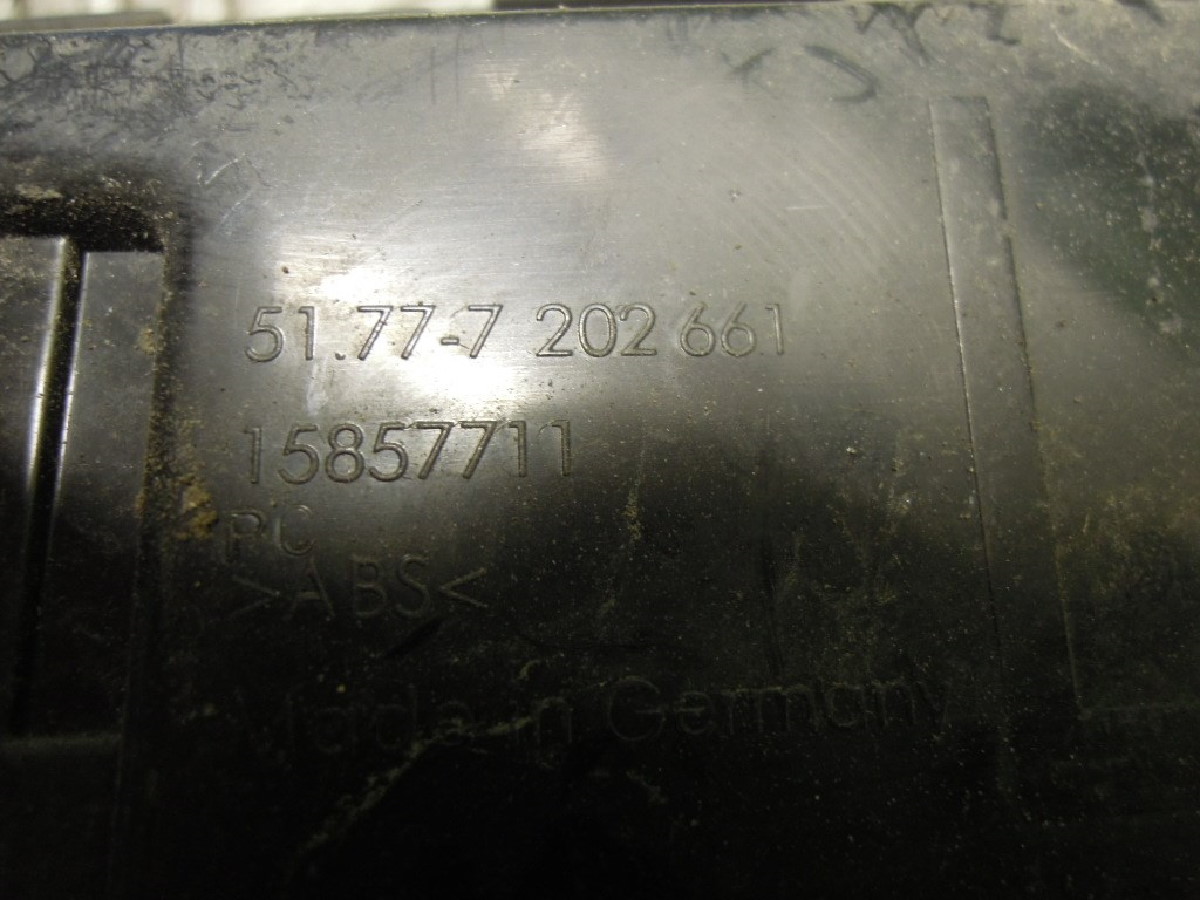 51.77-7 202 661
15857711
PC
>ABS<
Made in Germany